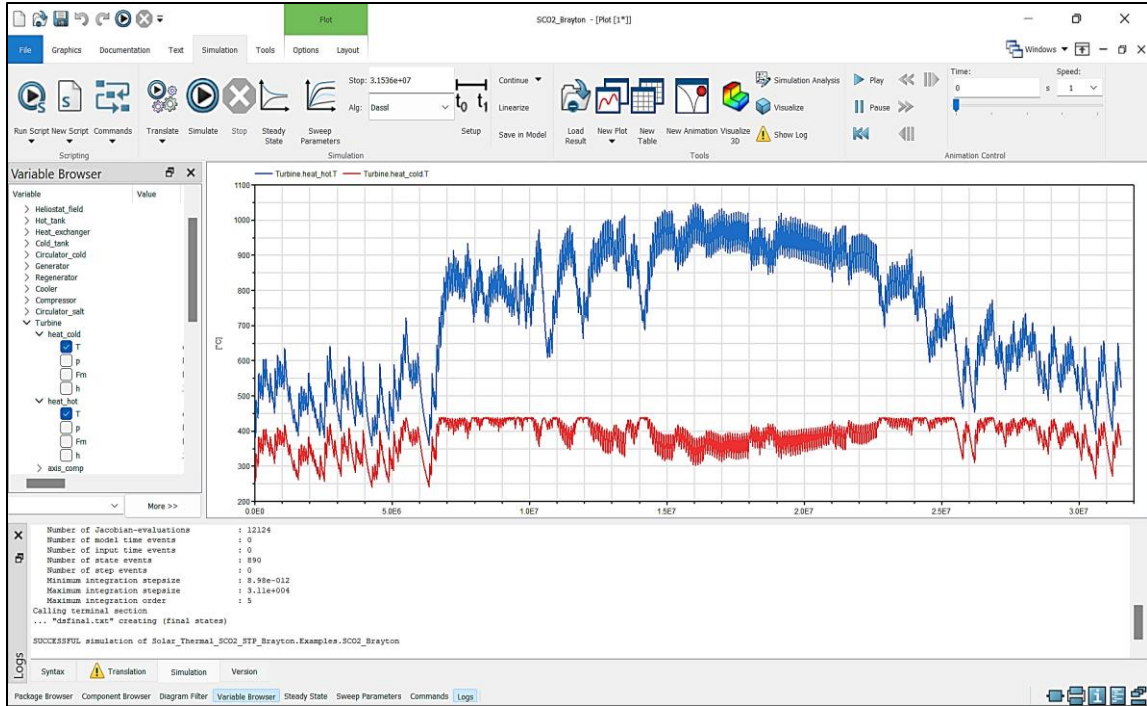 Plot
SCO2_Brayton - [Plot [1*]]
File Graphics Documentation Text Simulation Tools Options Layout
Windows
Run Script New Script Commands
Scripting
Translate Simulate Stop Steady State Sweep Parameters
Stop: 3.1536e+07
Alg: Dassl
t0 t1
Setup
Continue
Linearize
Save in Model
Simulation
Load Result New Plot New Table New Animation Visualize 3D
Simulation Analysis
Visualize
Show Log
Tools
Play
Pause
Time: Speed:
0 s 1
Animation Control
Variable Browser
Variable Value
Heliostat_field
Hot_tank
Heat_exchanger
Cold_tank
Circulator_cold
Generator
Regenerator
Cooler
Compressor
Circulator_salt
Turbine
heat_cold
T
p
Fm
h
heat_hot
T
p
Fm
h
axis_comp
More >>
Turbine.heat_hot.T Turbine.heat_cold.T
1100
1000
900
800
700
600
500
400
300
200
[°C]
0.0E0 5.0E6 1.0E7 1.5E7 2.0E7 2.5E7 3.0E7
Number of Jacobian-evaluations : 12124
Number of model time events : 0
Number of input time events : 0
Number of state events : 890
Number of step events : 0
Minimum integration stepsize : 8.98e-012
Maximum integration stepsize : 3.11e+004
Maximum integration order : 5
Calling terminal section
... "dsfinal.txt" creating (final states)
SUCCESSFUL simulation of Solar_Thermal_SCO2_STP_Brayton.Examples.SCO2_Brayton
Logs
Syntax Translation Simulation Version
Package Browser Component Browser Diagram Filter Variable Browser Steady State Sweep Parameters Commands Logs